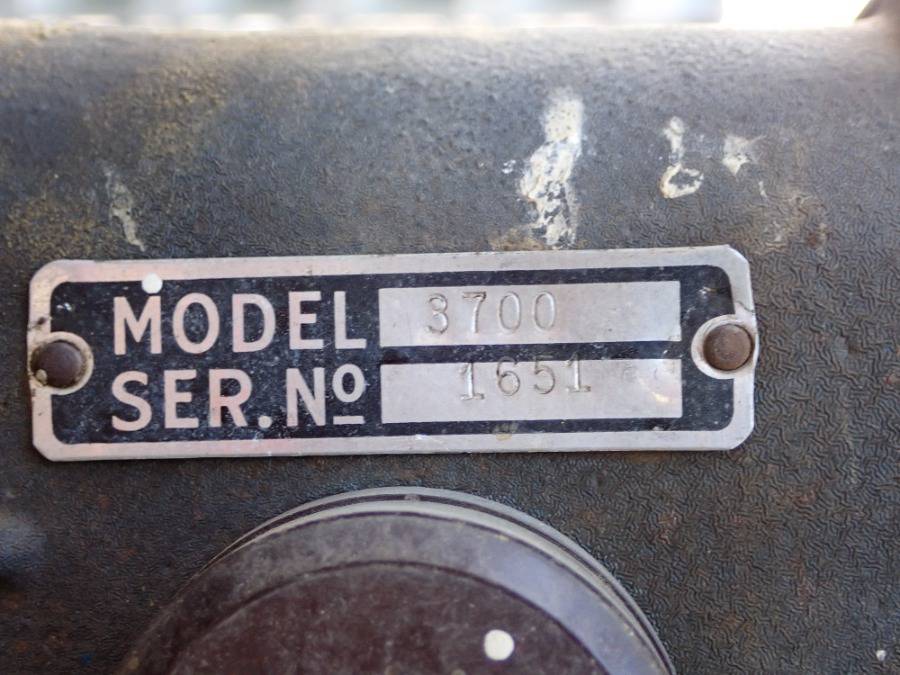 MODEL 3700
SER. Nº 1651